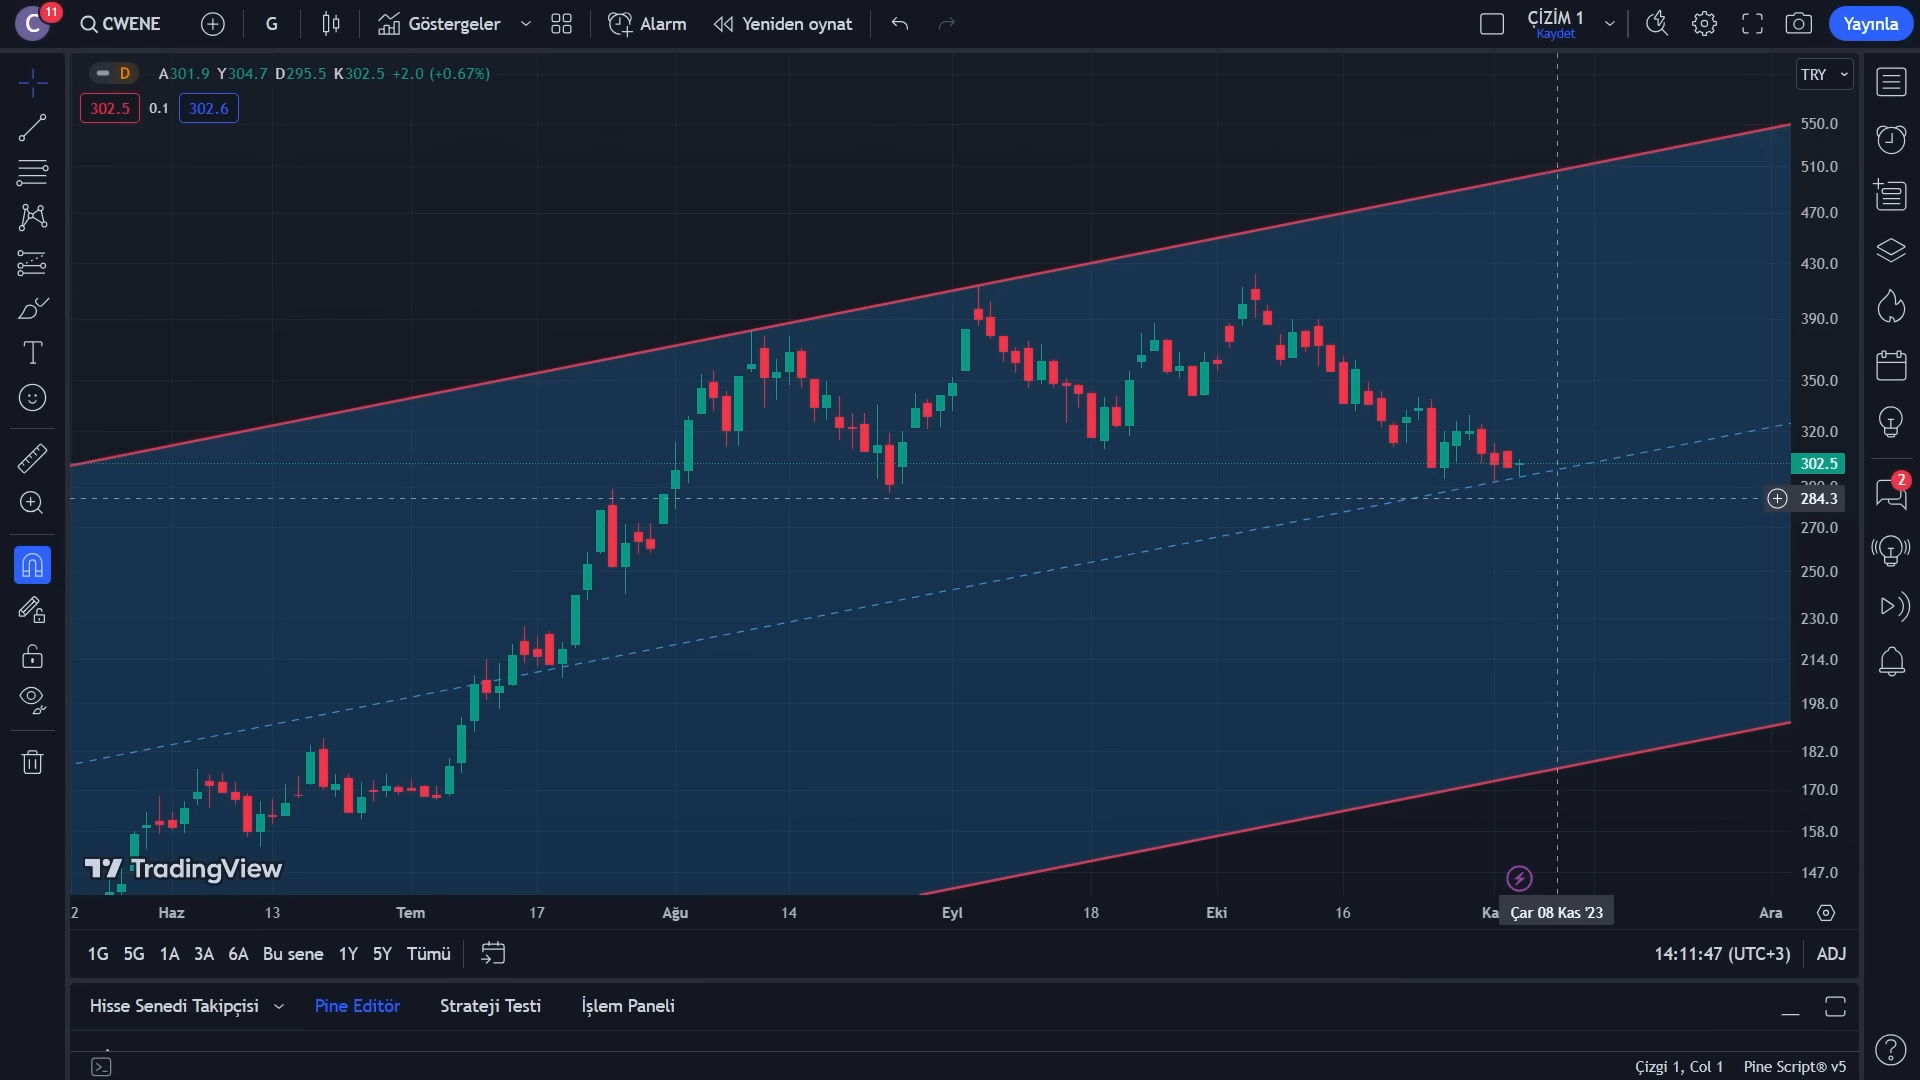 C 11 CWENE G Göstergeler Alarm Yeniden oynat ÇİZİM 1 Kaydet Yayınla
D A301.9 Y304.7 D295.5 K302.5 +2.0 (+0.67%)
TRY
302.5 0.1 302.6
550.0
510.0
470.0
430.0
390.0
350.0
320.0
302.5
284.3
270.0
250.0
230.0
214.0
198.0
182.0
170.0
158.0
147.0
2
TradingView
2 Haz 13 Tem 17 Ağu 14 Eyl 18 Eki 16 Ka Çar 08 Kas '23 Ara
1G 5G 1A 3A 6A Bu sene 1Y 5Y Tümü 14:11:47 (UTC+3) ADJ
Hisse Senedi Takipçisi Pine Editör Strateji Testi İşlem Paneli
Çizgi 1, Col 1 Pine Script® v5